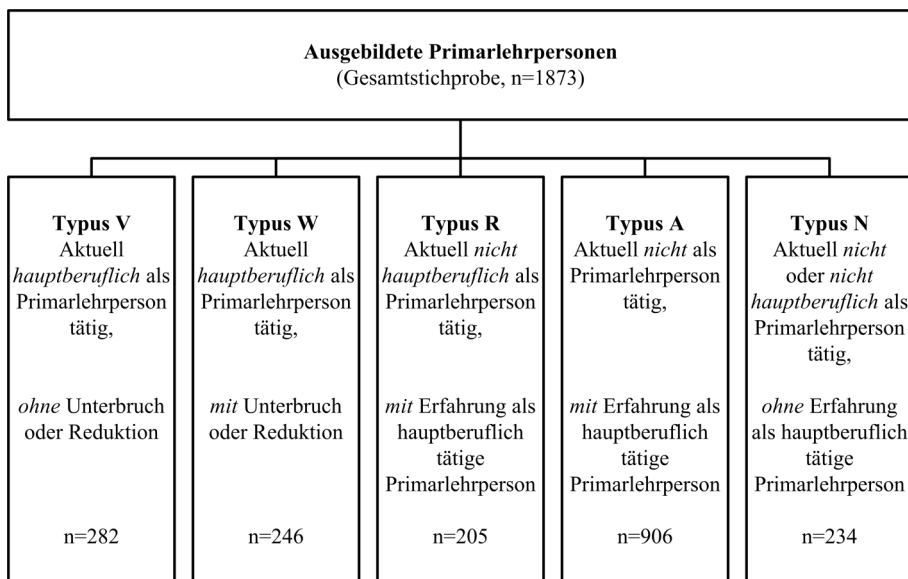 Ausgebildete Primarlehrpersonen
(Gesamtstichprobe, n=1873)
Typus V
Aktuell
hauptberuflich als
Primarlehrperson
tätig,
ohne Unterbruch
oder Reduktion
n=282
Typus W
Aktuell
hauptberuflich als
Primarlehrperson
tätig,
mit Unterbruch
oder Reduktion
n=246
Typus R
Aktuell nicht
hauptberuflich als
Primarlehrperson
tätig,
mit Erfahrung als
hauptberuflich
tätige
Primarlehrperson
n=205
Typus A
Aktuell nicht als
Primarlehrperson
tätig,
mit Erfahrung als
hauptberuflich
tätige
Primarlehrperson
n=906
Typus N
Aktuell nicht
oder nicht
hauptberuflich als
Primarlehrperson
tätig,
ohne Erfahrung
als hauptberuflich
tätige
Primarlehrperson
n=234